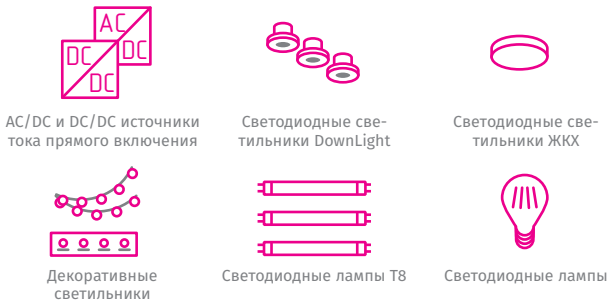 AC
DC
DC
DC
AC/DC и DC/DC источники
тока прямого включения
Светодиодные све-
тильники DownLight
Светодиодные све-
тильники ЖКХ
Декоративные
светильники
Светодиодные лампы T8
Светодиодные лампы